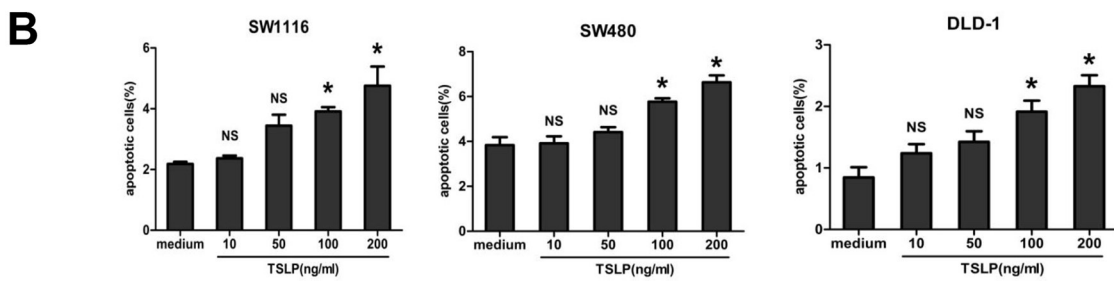 B
SW1116
apoptotic cells(%)
6
4
2
0
NS
NS
*
*
medium 10 50 100 200
TSLP(ng/ml)
SW480
apoptotic cells(%)
8
6
4
2
0
NS
NS
*
*
medium 10 50 100 200
TSLP(ng/ml)
DLD-1
apoptotic cells(%)
3
2
1
0
NS
NS
*
*
medium 10 50 100 200
TSLP(ng/ml)